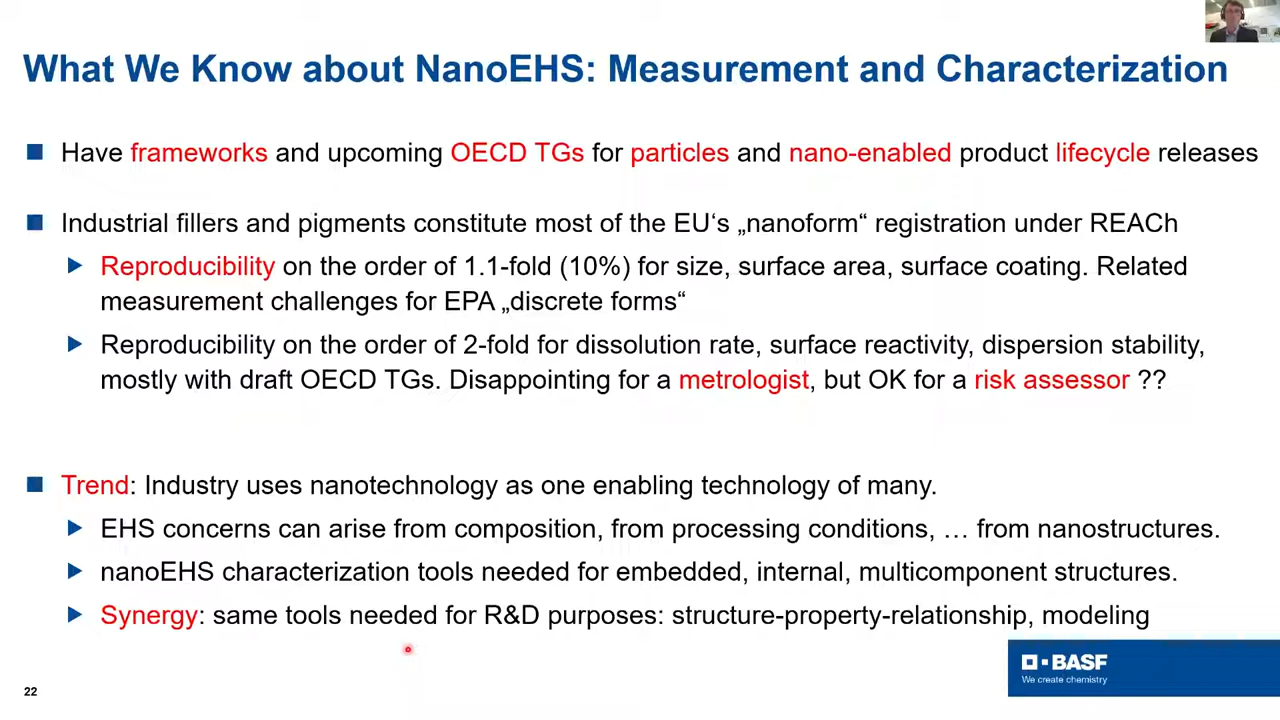 What We Know about NanoEHS: Measurement and Characterization
Have frameworks and upcoming OECD TGs for particles and nano-enabled product lifecycle releases
Industrial fillers and pigments constitute most of the EU‘s „nanoform“ registration under REACh
Reproducibility on the order of 1.1-fold (10%) for size, surface area, surface coating. Related
measurement challenges for EPA „discrete forms“
Reproducibility on the order of 2-fold for dissolution rate, surface reactivity, dispersion stability,
mostly with draft OECD TGs. Disappointing for a metrologist, but OK for a risk assessor ??
Trend: Industry uses nanotechnology as one enabling technology of many.
EHS concerns can arise from composition, from processing conditions, … from nanostructures.
nanoEHS characterization tools needed for embedded, internal, multicomponent structures.
Synergy: same tools needed for R&D purposes: structure-property-relationship, modeling
BASF
We create chemistry
22